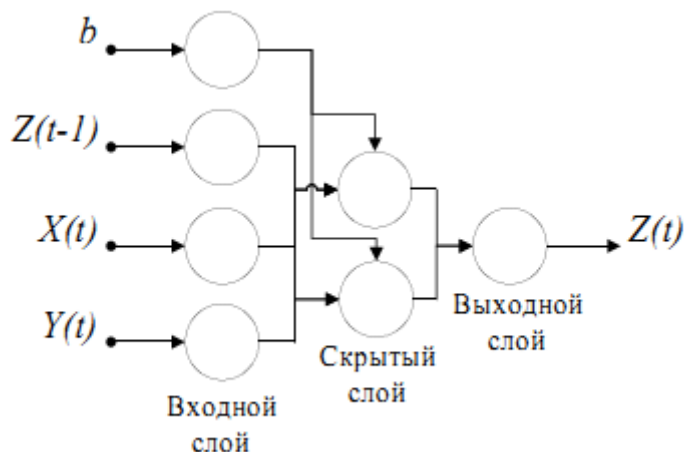 b
Z(t-1)
X(t)
Z(t)
Y(t)
Выходной
слой
Скрытый
слой
Входной
слой